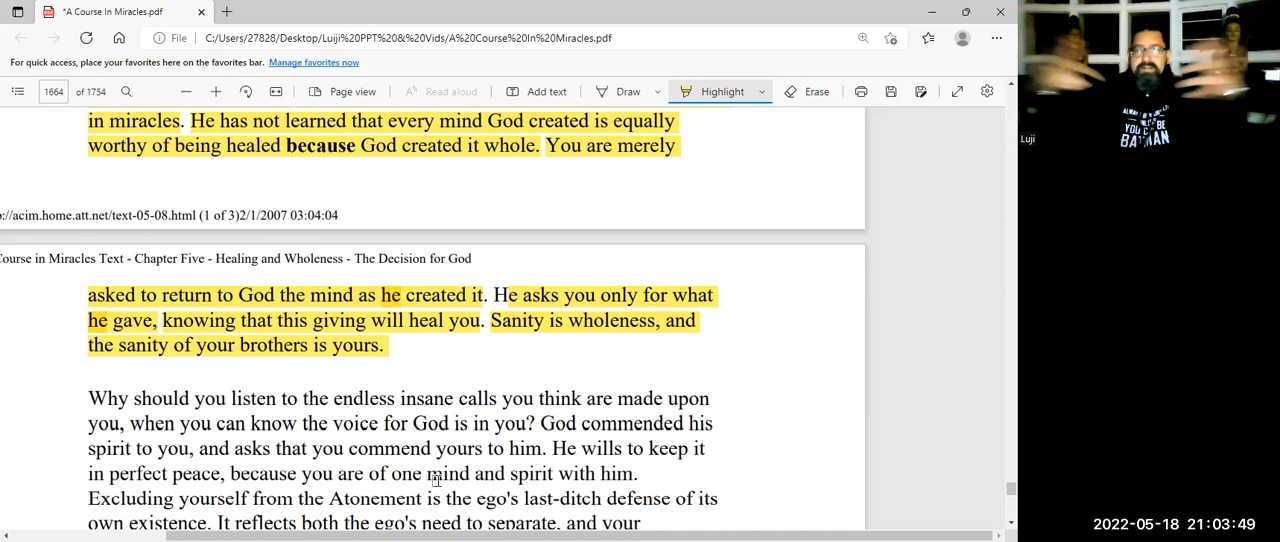 *A Course In Miracles.pdf
File C:/Users/27828/Desktop/Luiji%20PPT%20&%20Vids/A%20Course%20In%20Miracles.pdf
For quick access, place your favorites here on the favorites bar. Manage favorites now
1664 of 1754 Page view Read aloud Add text Draw Highlight Erase
in miracles. He has not learned that every mind God created is equally
worthy of being healed because God created it whole. You are merely
p://acim.home.att.net/text-05-08.html (1 of 3)2/1/2007 03:04:04
Course in Miracles Text - Chapter Five - Healing and Wholeness - The Decision for God
asked to return to God the mind as he created it. He asks you only for what
he gave, knowing that this giving will heal you. Sanity is wholeness, and
the sanity of your brothers is yours.
Why should you listen to the endless insane calls you think are made upon
you, when you can know the voice for God is in you? God commended his
spirit to you, and asks that you commend yours to him. He wills to keep it
in perfect peace, because you are of one mind and spirit with him.
Excluding yourself from the Atonement is the ego's last-ditch defense of its
own existence. It reflects both the ego's need to separate, and your
Luji
ALWAYS
YOU BE
BATMAN
2022-05-18 21:03:49